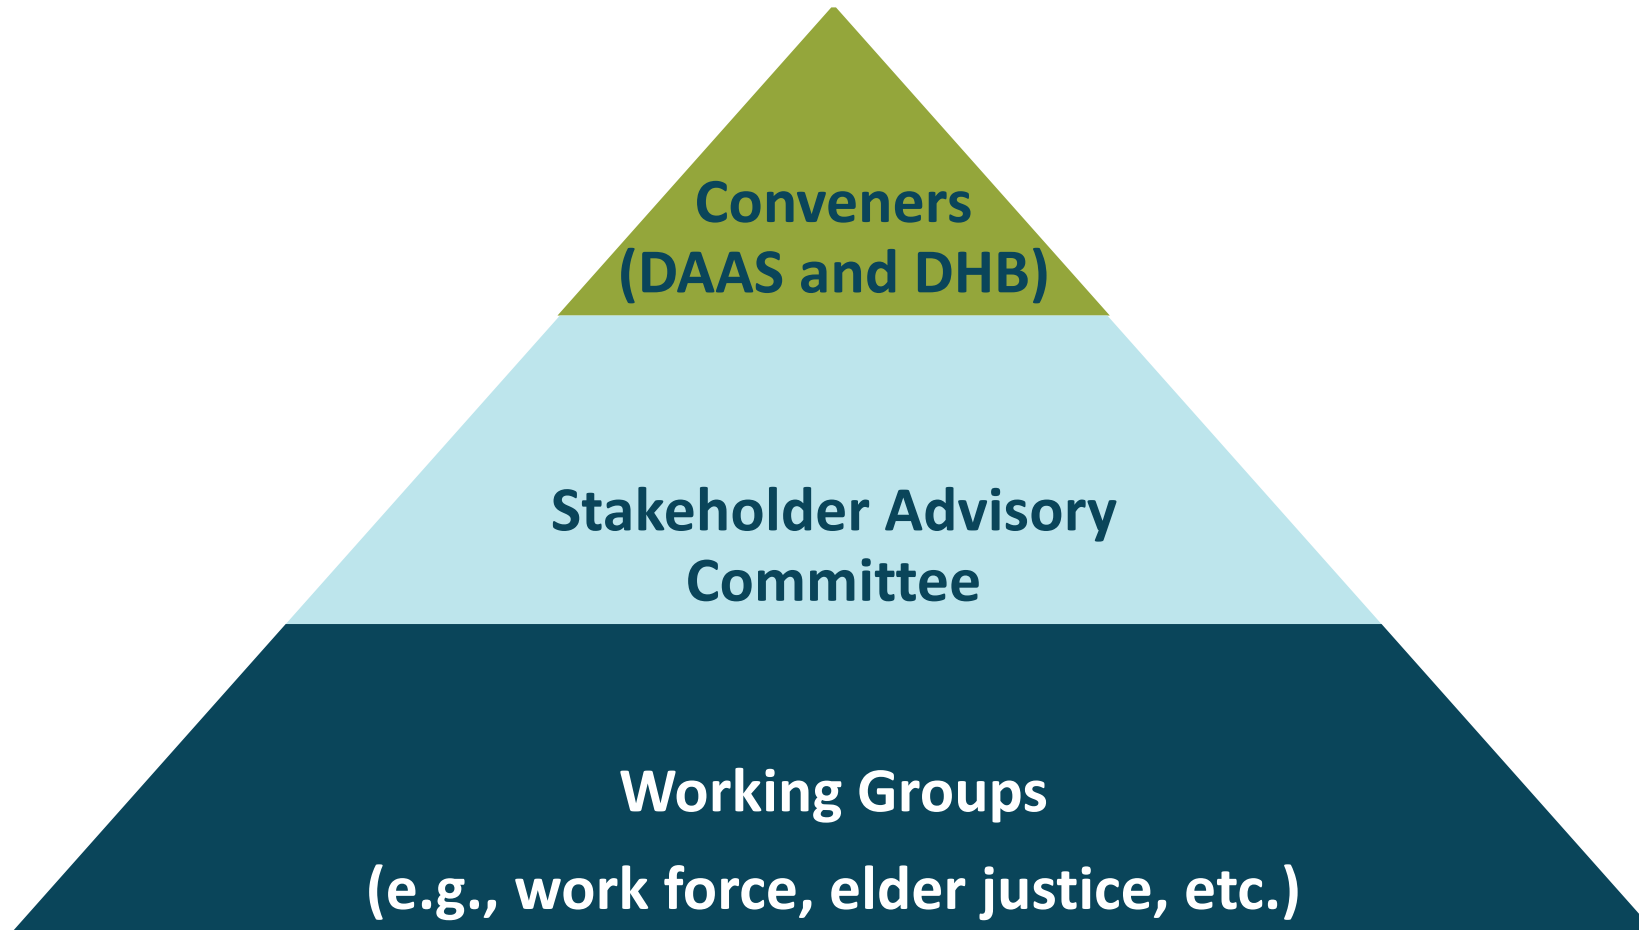 Conveners
(DAAS and DHB)
Stakeholder Advisory
Committee
Working Groups
(e.g., work force, elder justice, etc.)